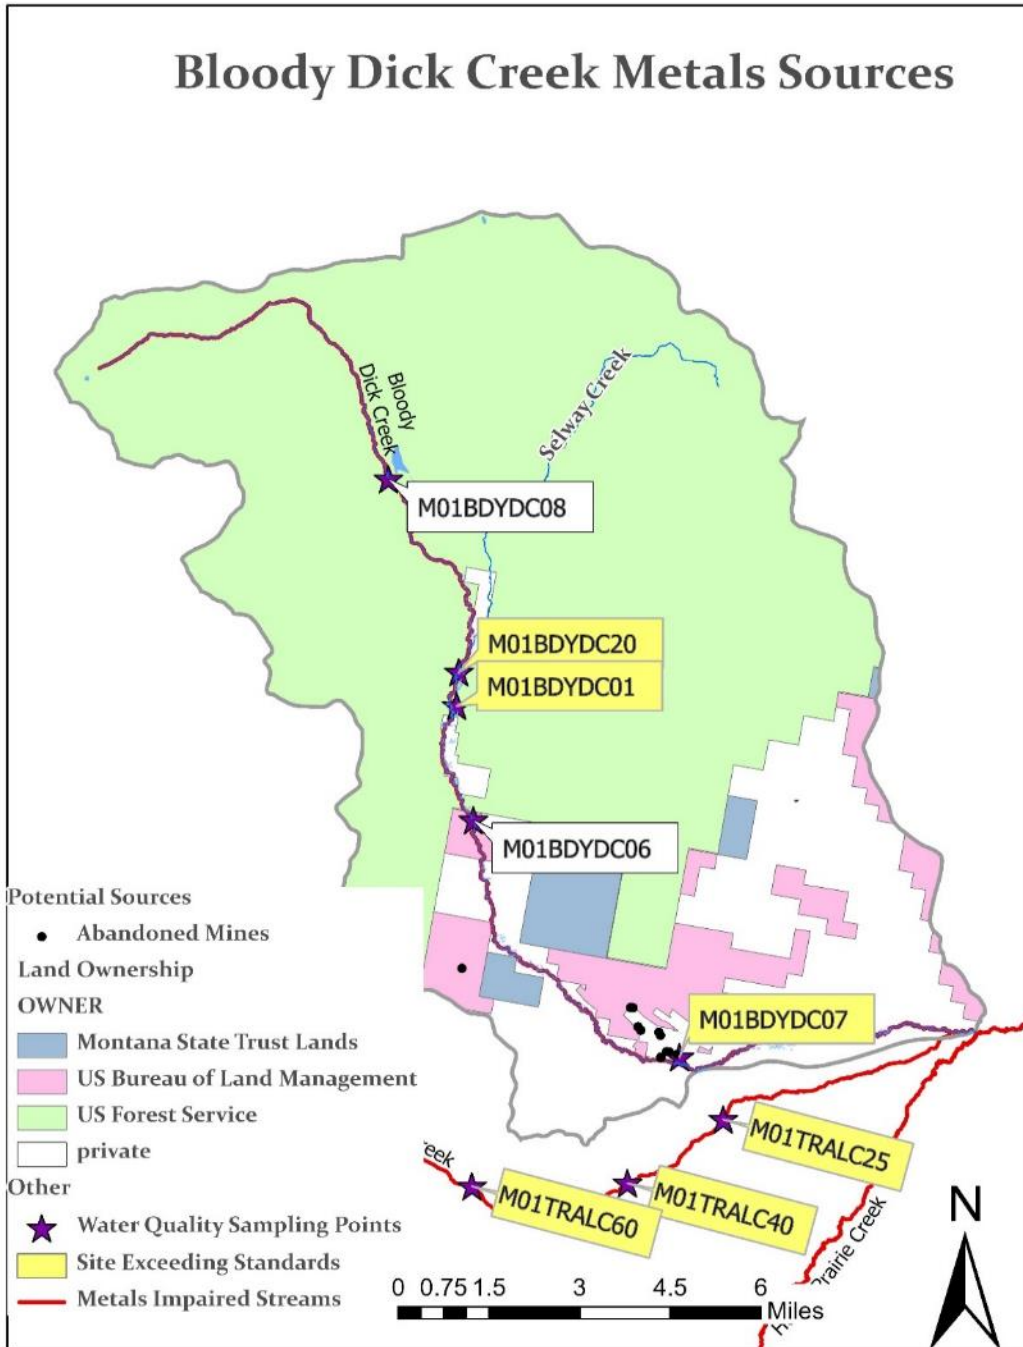 Bloody Dick Creek Metals Sources
Bloody
Dick Creek
Selway Creek
M01BDYDC08
M01BDYDC20
M01BDYDC01
M01BDYDC06
M01BDYDC07
M01TRALC25
M01TRALC40
M01TRALC60
eek
Prairie Creek
Potential Sources
Abandoned Mines
Land Ownership
OWNER
Montana State Trust Lands
US Bureau of Land Management
US Forest Service
private
Other
Water Quality Sampling Points
Site Exceeding Standards
Metals Impaired Streams
0 0.75 1.5 3 4.5 6
Miles
N